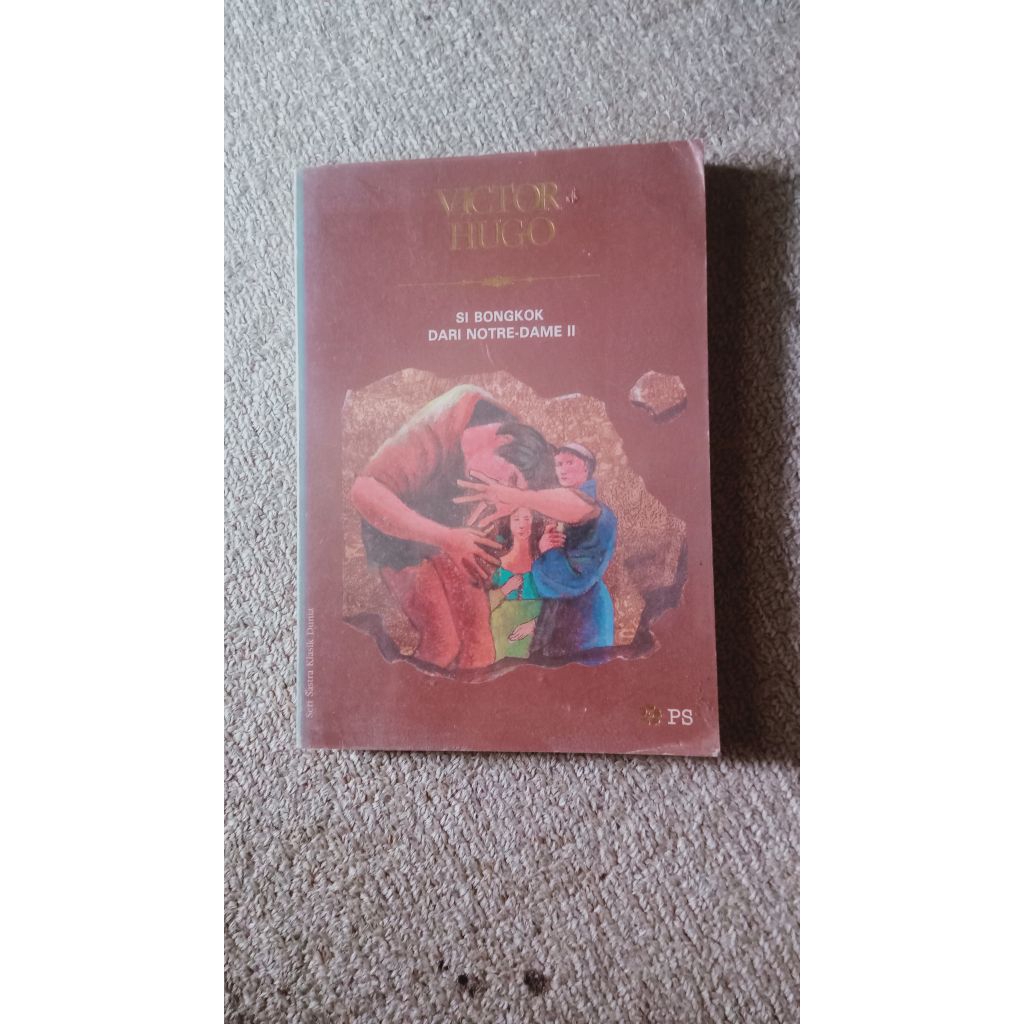 VICTOR
HUGO
SI BONGKOK
DARI NOTRE-DAME II
Seri Sastra Klasik Dunia
PS